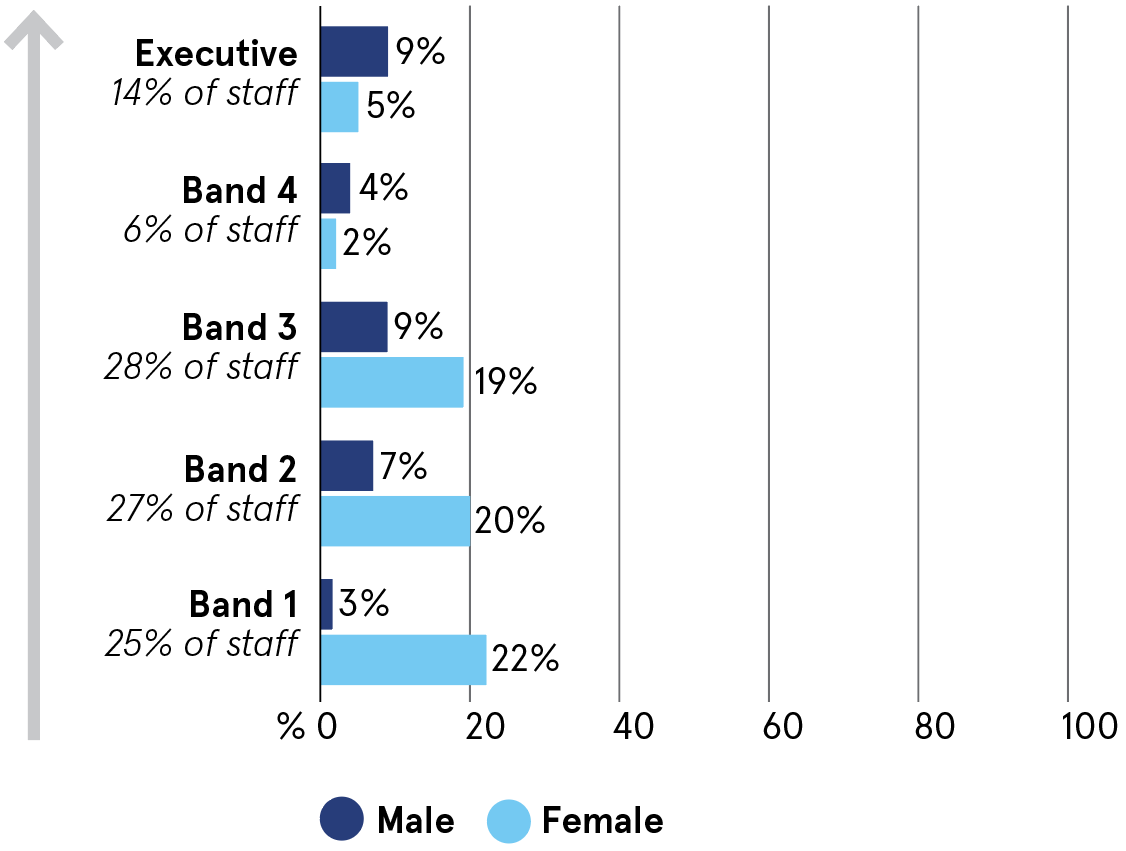 Executive
14% of staff
9%
5%
Band 4
6% of staff
4%
2%
Band 3
28% of staff
9%
19%
Band 2
27% of staff
7%
20%
Band 1
25% of staff
3%
22%
% 0 20 40 60 80 100
Male Female